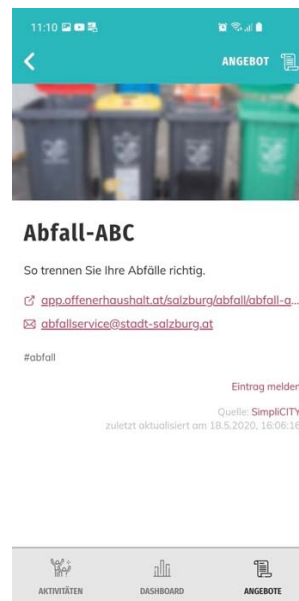 11:10
ANGEBOT
Abfall-ABC
So trennen Sie Ihre Abfälle richtig.
app.offenerhaushalt.at/salzburg/abfall/abfall-a...
abfallservice@stadt-salzburg.at
#abfall
Eintrag melden
Quelle: SimpliCITY
zuletzt aktualisiert am 18.5.2020, 16:06:16
AKTIVITÄTEN DASHBOARD ANGEBOTE